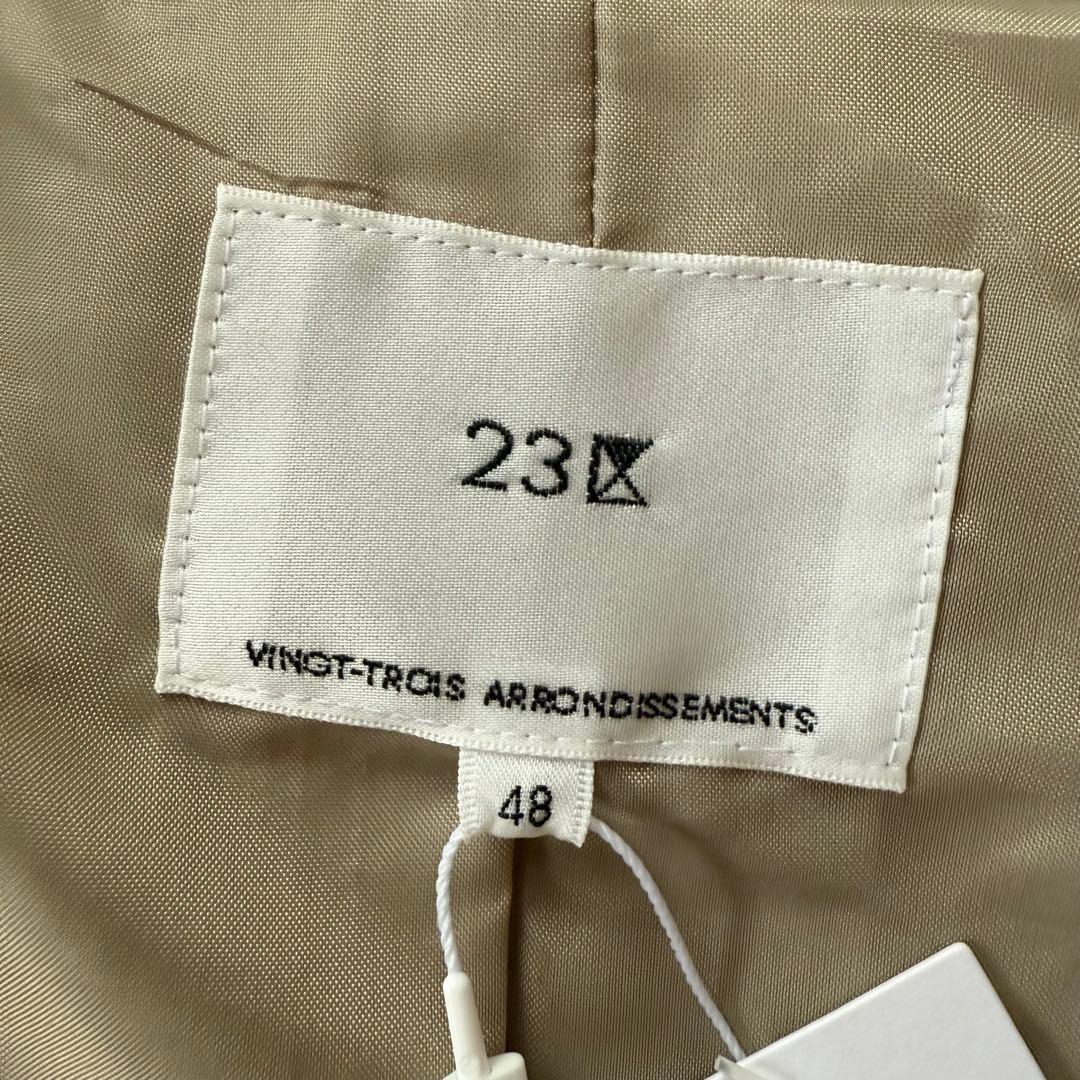 23区
VINGT-TROIS ARRONDISSEMENTS
48